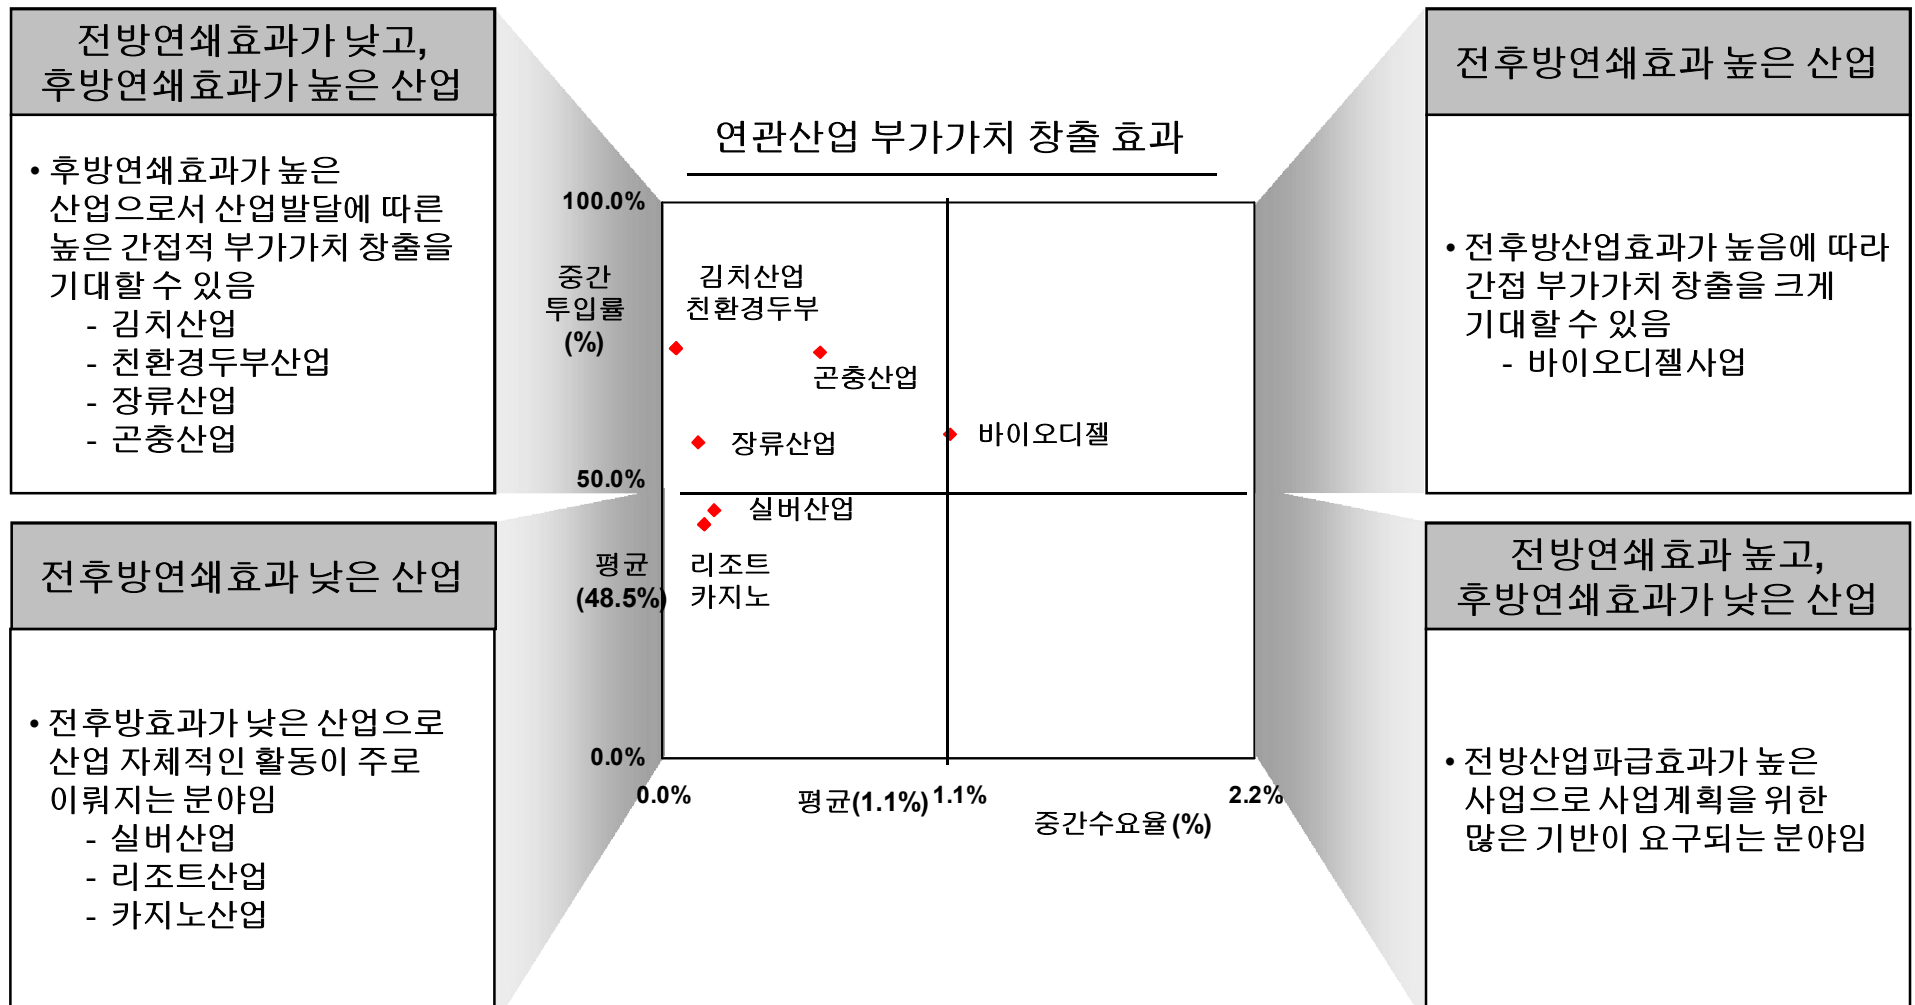 전방연쇄효과가 낮고,
후방연쇄효과가 높은 산업
• 후방연쇄효과가 높은
산업으로서 산업발달에 따른
높은 간접적 부가가치 창출을
기대할 수 있음
- 김치산업
- 친환경두부산업
- 장류산업
- 곤충산업
전후방연쇄효과 낮은 산업
• 전후방효과가 낮은 산업으로
산업 자체적인 활동이 주로
이뤄지는 분야임
- 실버산업
- 리조트산업
- 카지노산업
연관산업 부가가치 창출 효과
100.0%
중간
투입률
(%)
50.0%
평균
(48.5%)
0.0%
김치산업
친환경두부
곤충산업
장류산업
바이오디젤
실버산업
리조트
카지노
0.0%
평균(1.1%)
1.1%
2.2%
중간수요율(%)
전후방연쇄효과 높은 산업
• 전후방산업효과가 높음에 따라
간접 부가가치 창출을 크게
기대할 수 있음
- 바이오디젤사업
전방연쇄효과 높고,
후방연쇄효과가 낮은 산업
• 전방산업파급효과가 높은
사업으로 사업계획을 위한
많은 기반이 요구되는 분야임